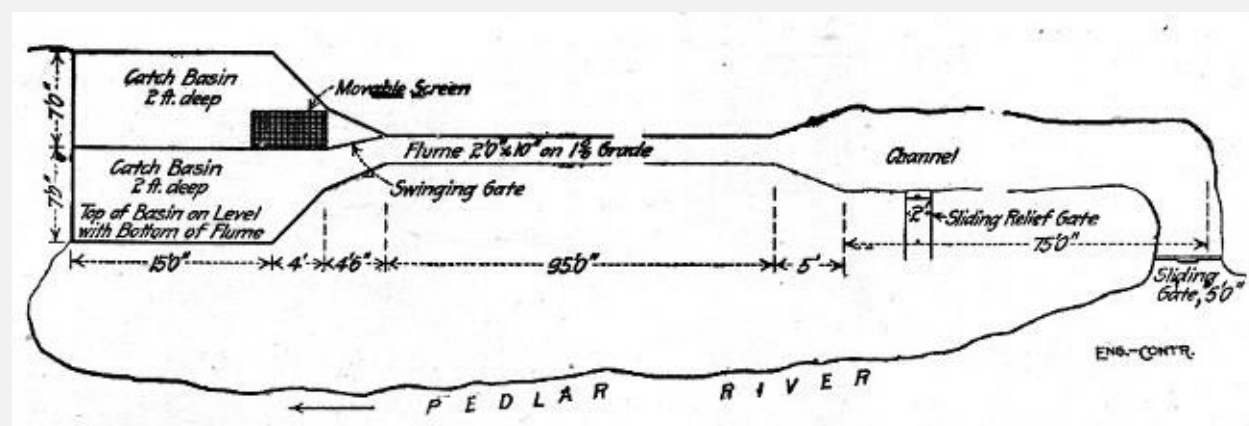 Catch Basin
2 ft. deep
Movable Screen
7'0"
Flume 2'0"x10" on 1% Grade
Channel
Catch Basin
2 ft. deep
Swinging Gate
7'0"
Top of Basin on Level
with Bottom of Flume
2'
Sliding Relief Gate
75'0"
15'0"
4'
4'6"
95'0"
5'
Sliding
Gate, 5'0"
ENG.-CONTR.
PEDLAR RIVER